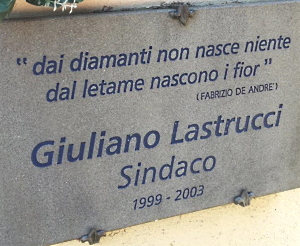 “ dai diamanti non nasce niente
dal letame nascono i fior ”
(FABRIZIO DE ANDRE')
Giuliano Lastrucci
Sindaco
1999 - 2003